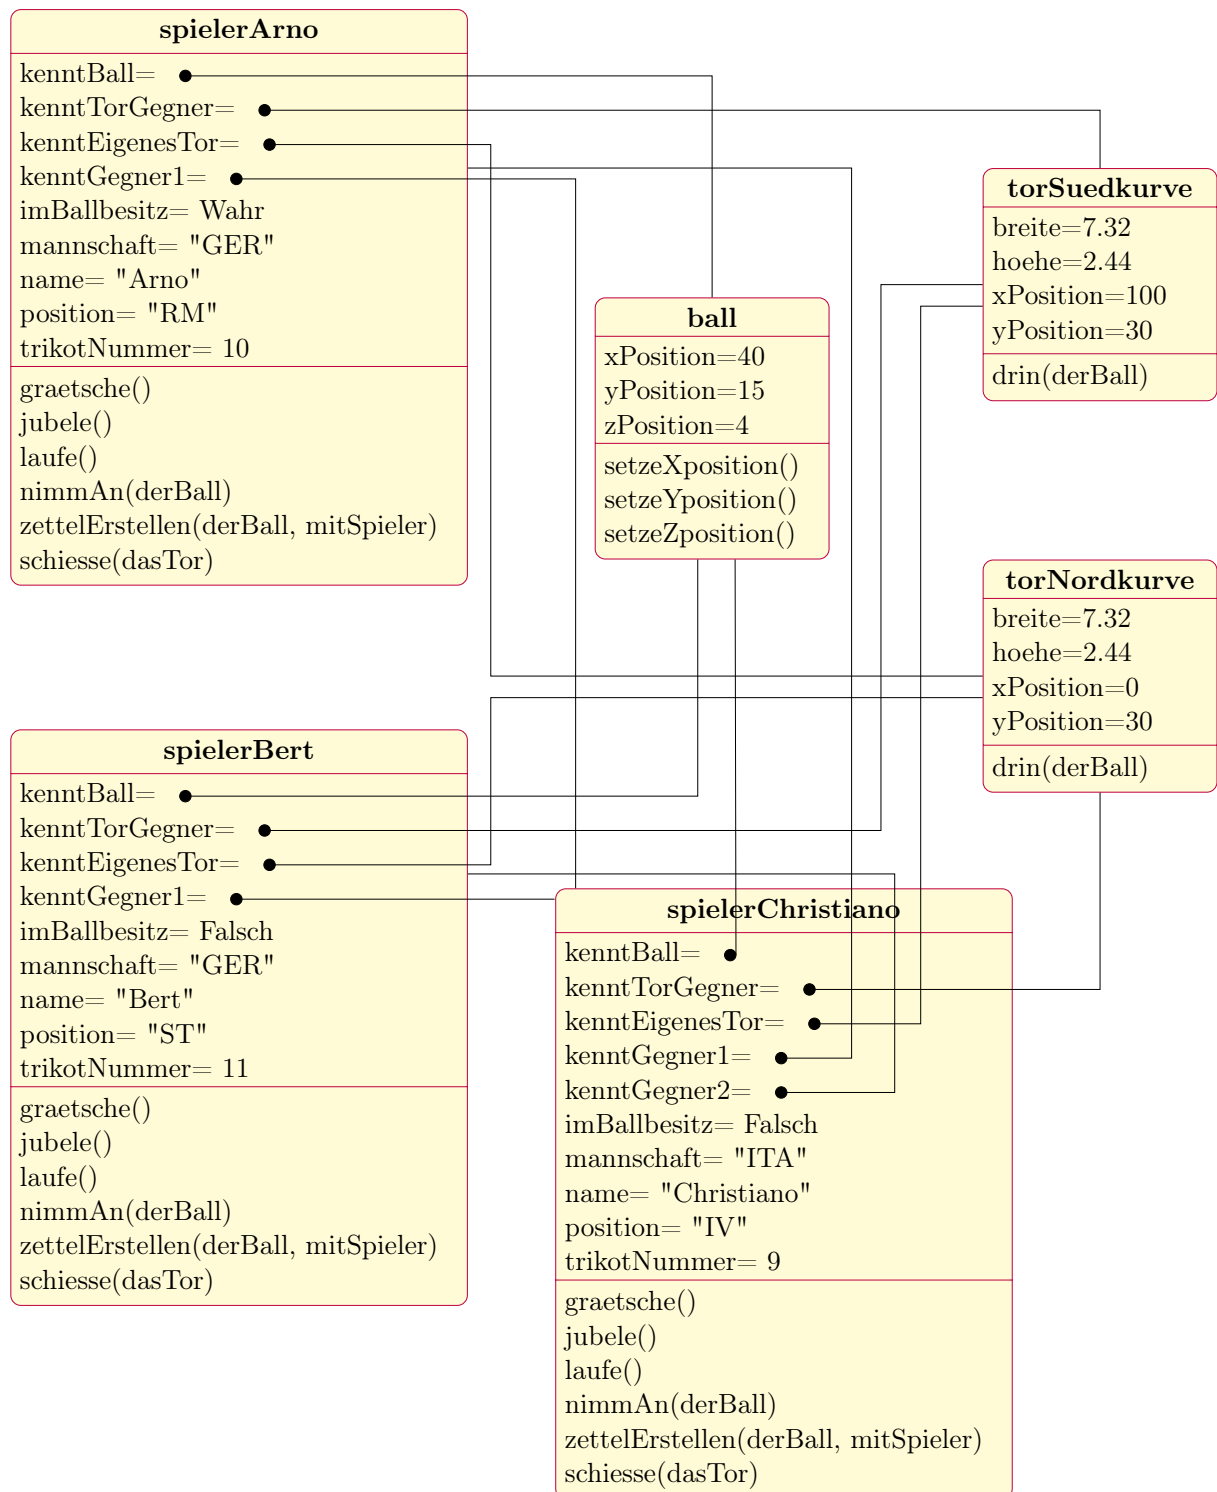 spielerArno
kenntBall=
kenntTorGegner=
kenntEigenesTor=
kenntGegner1=
imBallbesitz= Wahr
mannschaft= "GER"
name= "Arno"
position= "RM"
trikotNummer= 10
graetsche()
jubele()
laufe()
nimmAn(derBall)
zettelErstellen(derBall, mitSpieler)
schiesse(dasTor)
torSuedkurve
breite=7.32
hoehe=2.44
xPosition=100
yPosition=30
drin(derBall)
ball
xPosition=40
yPosition=15
zPosition=4
setzeXposition()
setzeYposition()
setzeZposition()
torNordkurve
breite=7.32
hoehe=2.44
xPosition=0
yPosition=30
drin(derBall)
spielerBert
kenntBall=
kenntTorGegner=
kenntEigenesTor=
kenntGegner1=
imBallbesitz= Falsch
mannschaft= "GER"
name= "Bert"
position= "ST"
trikotNummer= 11
graetsche()
jubele()
laufe()
nimmAn(derBall)
zettelErstellen(derBall, mitSpieler)
schiesse(dasTor)
spielerChristiano
kenntBall=
kenntTorGegner=
kenntEigenesTor=
kenntGegner1=
kenntGegner2=
imBallbesitz= Falsch
mannschaft= "ITA"
name= "Christiano"
position= "IV"
trikotNummer= 9
graetsche()
jubele()
laufe()
nimmAn(derBall)
zettelErstellen(derBall, mitSpieler)
schiesse(dasTor)